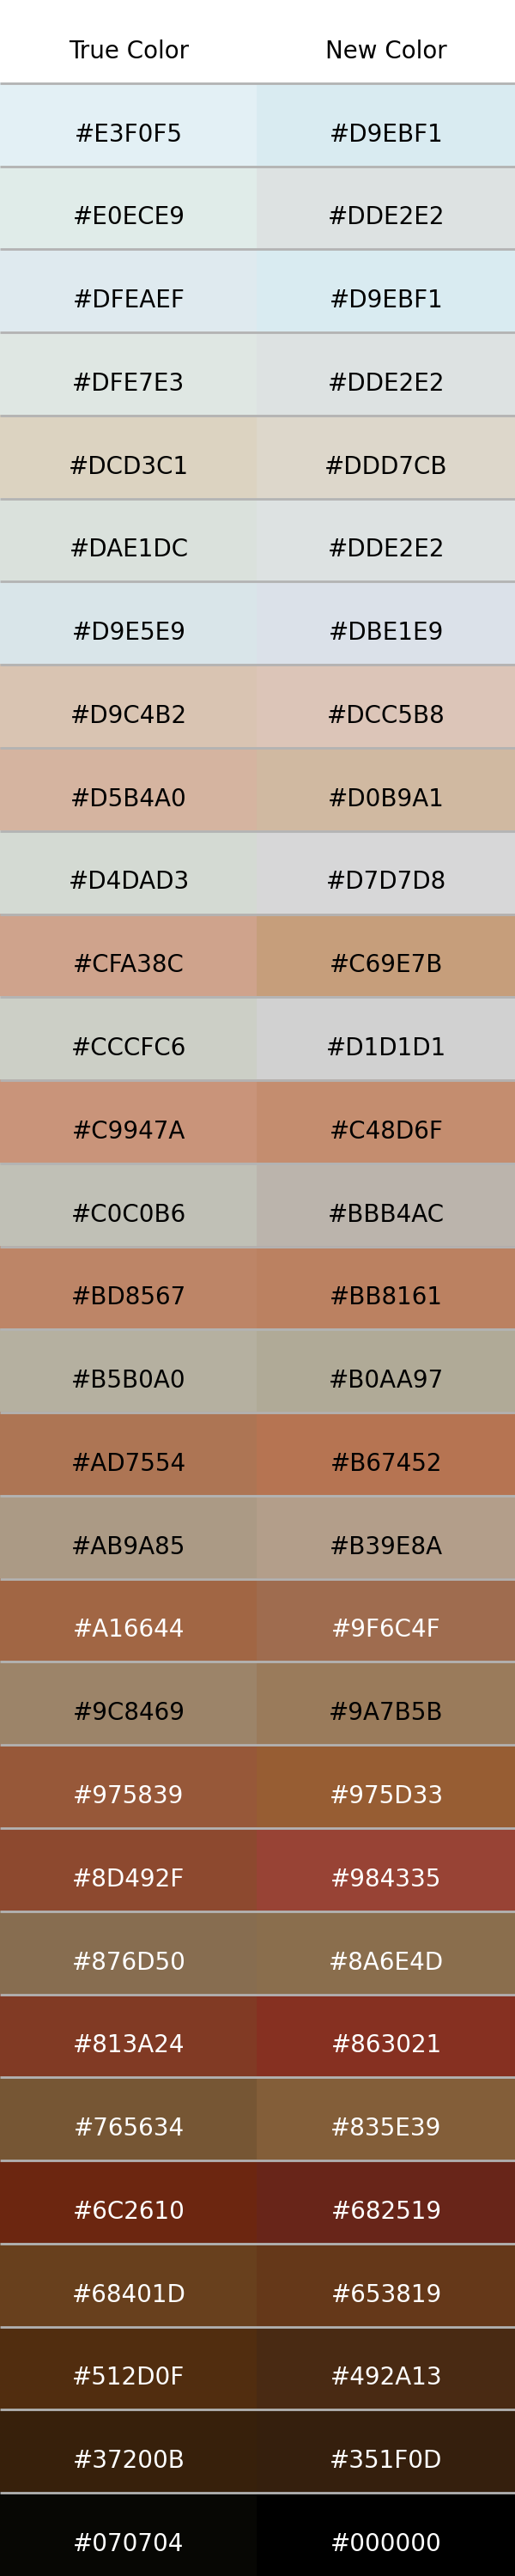 True Color New Color
#E3F0F5 #D9EBF1
#E0ECE9 #DDE2E2
#DFEAEF #D9EBF1
#DFE7E3 #DDE2E2
#DCD3C1 #DDD7CB
#DAE1DC #DDE2E2
#D9E5E9 #DBE1E9
#D9C4B2 #DCC5B8
#D5B4A0 #D0B9A1
#D4DAD3 #D7D7D8
#CFA38C #C69E7B
#CCCFC6 #D1D1D1
#C9947A #C48D6F
#C0C0B6 #BBB4AC
#BD8567 #BB8161
#B5B0A0 #B0AA97
#AD7554 #B67452
#AB9A85 #B39E8A
#A16644 #9F6C4F
#9C8469 #9A7B5B
#975839 #975D33
#8D492F #984335
#876D50 #8A6E4D
#813A24 #863021
#765634 #835E39
#6C2610 #682519
#68401D #653819
#512D0F #492A13
#37200B #351F0D
#070704 #000000